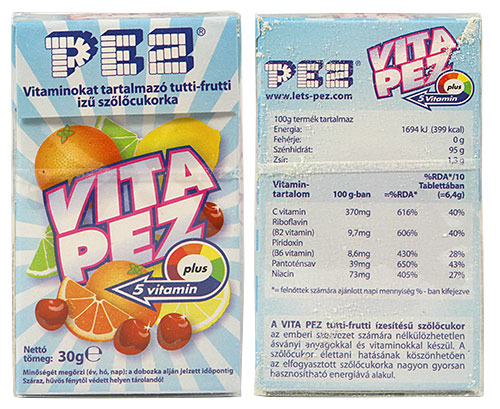 PEZ®
Vitaminokat tartalmazó tutti-frutti
ízű szőlőcukorka
VITA
PEZ
plus
5 vitamin
Nettó
tömeg: 30g℮
Minőségét megőrzi (év, hó, nap): a dobozka alján jelzett időpontig
Száraz, hűvös fénytől védett helyen tárolandó!
PEZ®
www.lets-pez.com
VITA
PEZ
plus
5 Vitamin
100g termék tartalmaz
Energia: 1694 kJ (399 kcal)
Fehérje: 0 g
Szénhidrát: 95 g
Zsír: 1,3 g
Vitamin-
tartalom 100 g-ban =%RDA* %RDA*/10
Tablettában
(=6,4g)
C vitamin 370mg 616% 40%
Riboflavin
(B2 vitamin) 9,7mg 606% 40%
Piridoxin
(B6 vitamin) 8,6mg 430% 28%
Pantoténsav 39mg 650% 43%
Niacin 73mg 405% 27%
*= felnőttek számára ajánlott napi mennyiség % - ban kifejezve
A VITA PEZ tutti-frutti ízesítésű szőlőcukor
az emberi szervezet számára nélkülözhetetlen
ásványi anyagokkal és vitaminokkal készül. A
szőlőcukor élettani hatásának köszönhetően
az elfogyasztott szőlőcukorka nagyon gyorsan
hasznosítható energiává alakul.